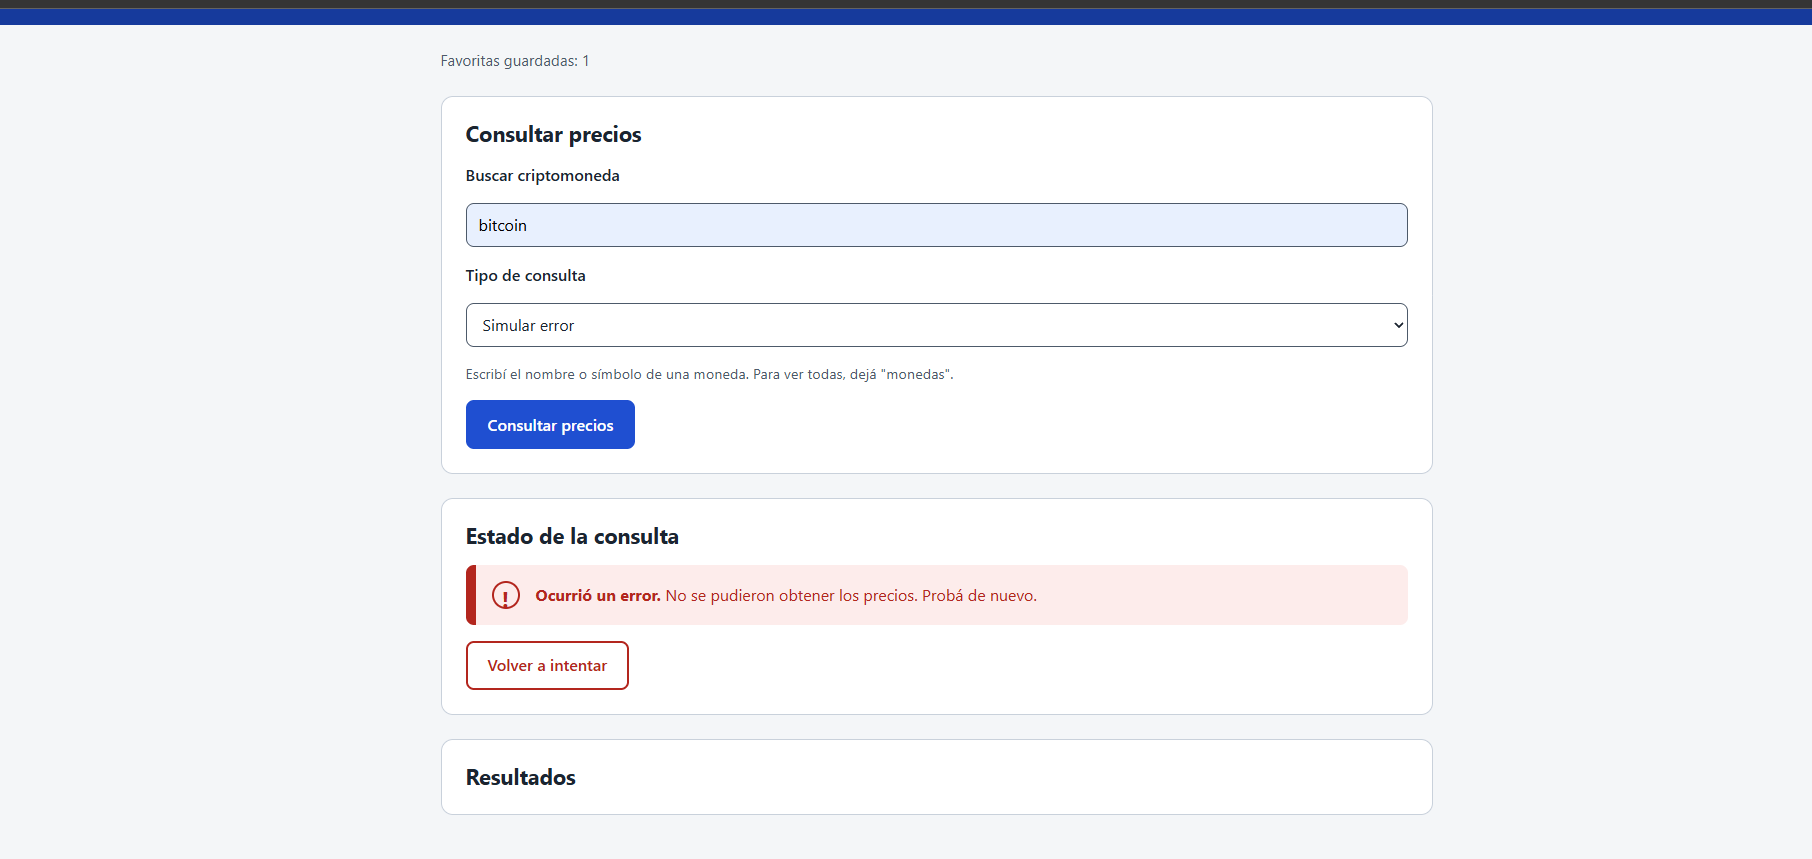 Favoritas guardadas: 1
Consultar precios
Buscar criptomoneda
bitcoin
Tipo de consulta
Simular error
Escribí el nombre o símbolo de una moneda. Para ver todas, dejá "monedas".
Consultar precios
Estado de la consulta
Ocurrió un error. No se pudieron obtener los precios. Probá de nuevo.
Volver a intentar
Resultados